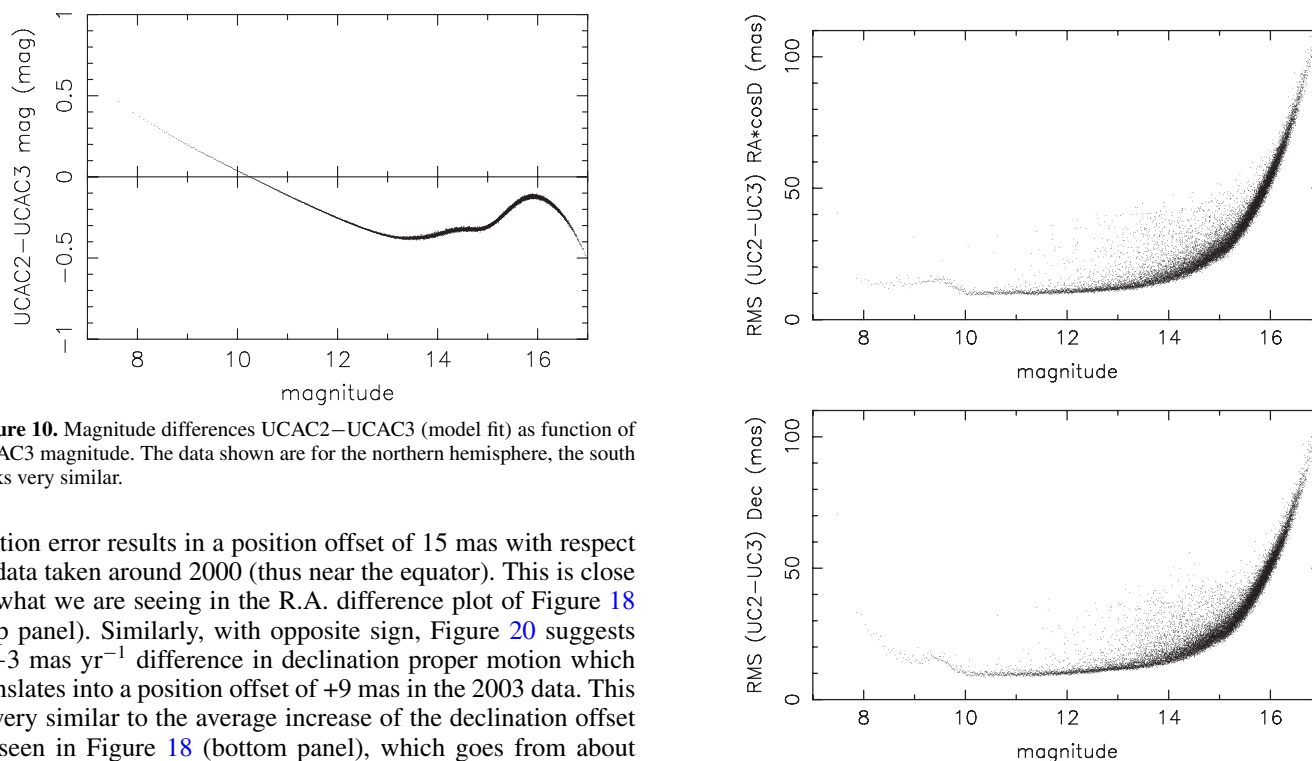 1
0.5
0
−0.5
−1
UCAC2−UCAC3 mag (mag)
8 10 12 14 16
magnitude
ure 10. Magnitude differences UCAC2−UCAC3 (model fit) as function of
AC3 magnitude. The data shown are for the northern hemisphere, the south
ks very similar.
tion error results in a position offset of 15 mas with respect
data taken around 2000 (thus near the equator). This is close
what we are seeing in the R.A. difference plot of Figure 18
p panel). Similarly, with opposite sign, Figure 20 suggests
-3 mas yr−1 difference in declination proper motion which
nslates into a position offset of +9 mas in the 2003 data. This
very similar to the average increase of the declination offset
seen in Figure 18 (bottom panel), which goes from about
100
50
0
RMS (UC2−UC3) RA*cosD (mas)
8 10 12 14 16
magnitude
100
50
0
RMS (UC2−UC3) Dec (mas)
8 10 12 14 16
magnitude